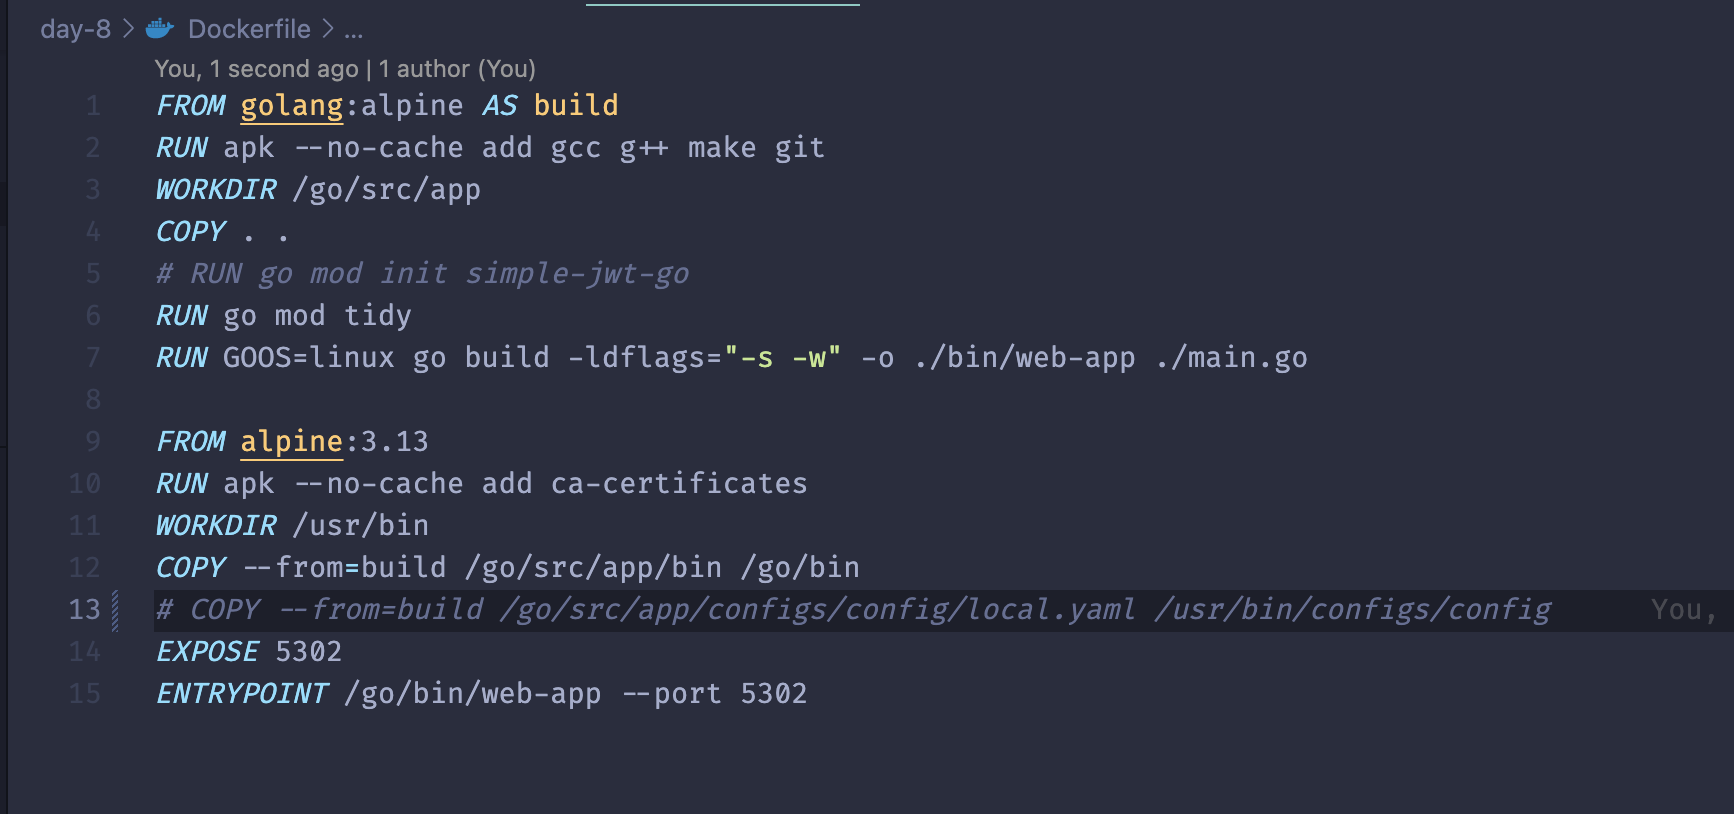 day-8 > Dockerfile > ...
You, 1 second ago | 1 author (You)
1 FROM golang:alpine AS build
2 RUN apk --no-cache add gcc g++ make git
3 WORKDIR /go/src/app
4 COPY . .
5 # RUN go mod init simple-jwt-go
6 RUN go mod tidy
7 RUN GOOS=linux go build -ldflags="-s -w" -o ./bin/web-app ./main.go
8
9 FROM alpine:3.13
10 RUN apk --no-cache add ca-certificates
11 WORKDIR /usr/bin
12 COPY --from=build /go/src/app/bin /go/bin
13 # COPY --from=build /go/src/app/configs/config/local.yaml /usr/bin/configs/config You,
14 EXPOSE 5302
15 ENTRYPOINT /go/bin/web-app --port 5302